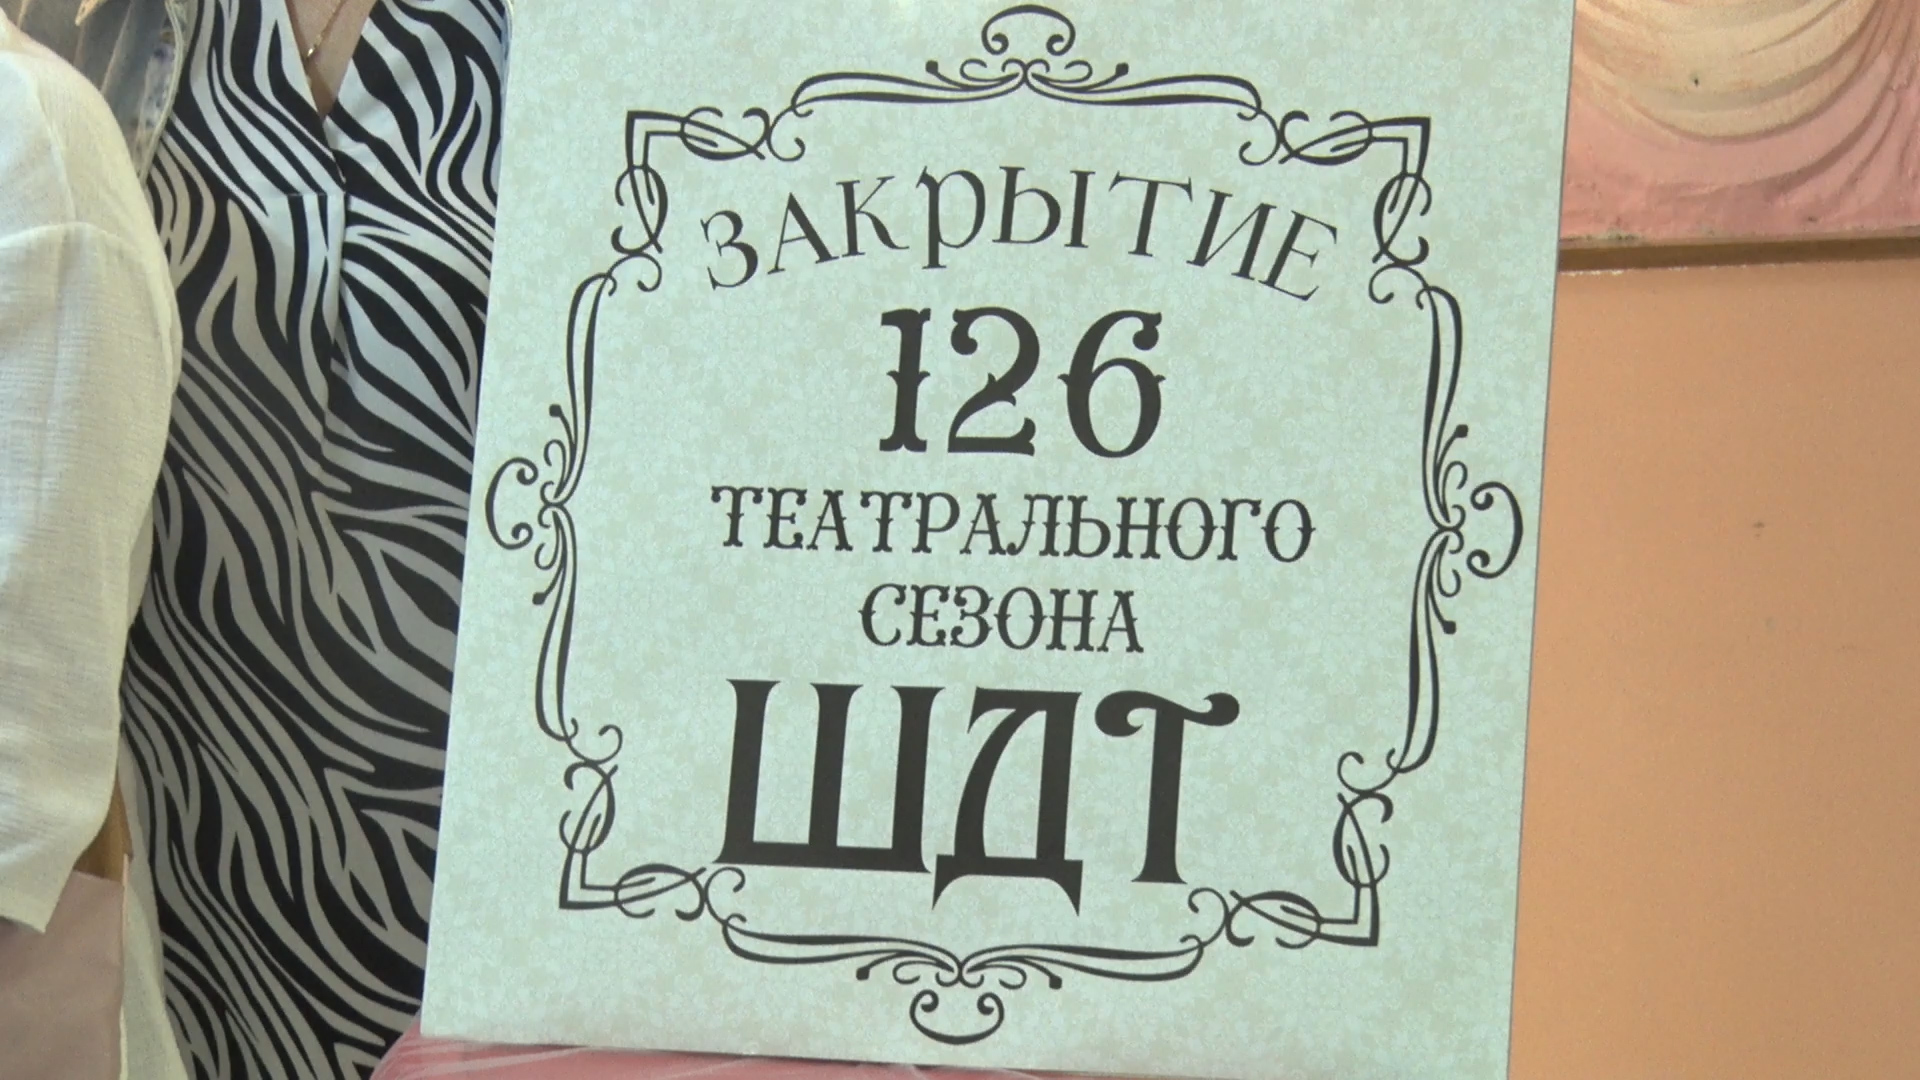 ЗАКРЫТИЕ
126
ТЕАТРАЛЬНОГО
СЕЗОНА
ШДТ